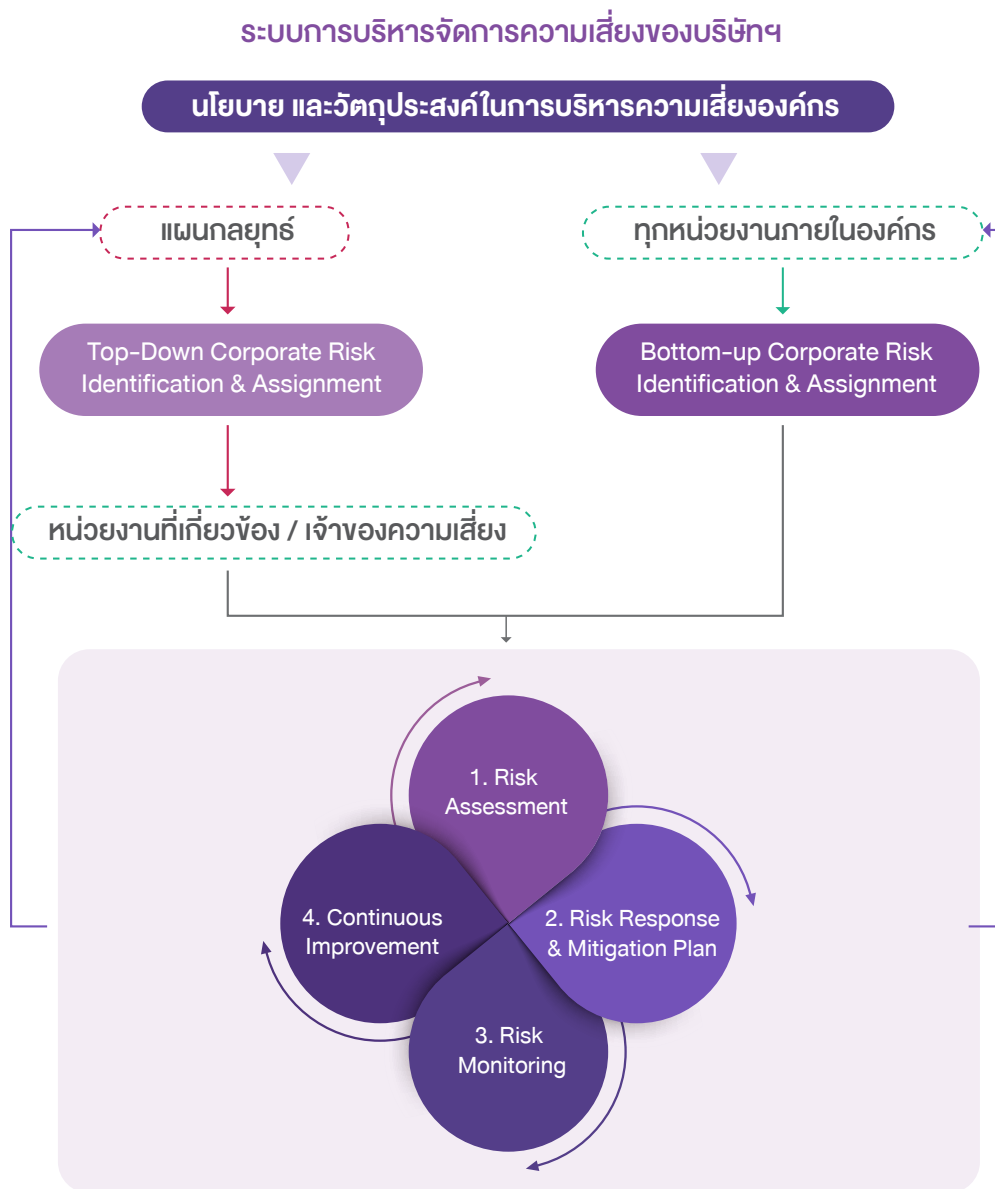 ระบบการบริหารจัดการความเสี่ยงของบริษัทฯ
นโยบาย และวัตถุประสงค์ในการบริหารความเสี่ยงองค์กร
แผนกลยุทธ์
ทุกหน่วยงานภายในองค์กร
Top-Down Corporate Risk
Identification & Assignment
Bottom-up Corporate Risk
Identification & Assignment
หน่วยงานที่เกี่ยวข้อง / เจ้าของความเสี่ยง
1. Risk
Assessment
2. Risk Response
& Mitigation Plan
3. Risk
Monitoring
4. Continuous
Improvement